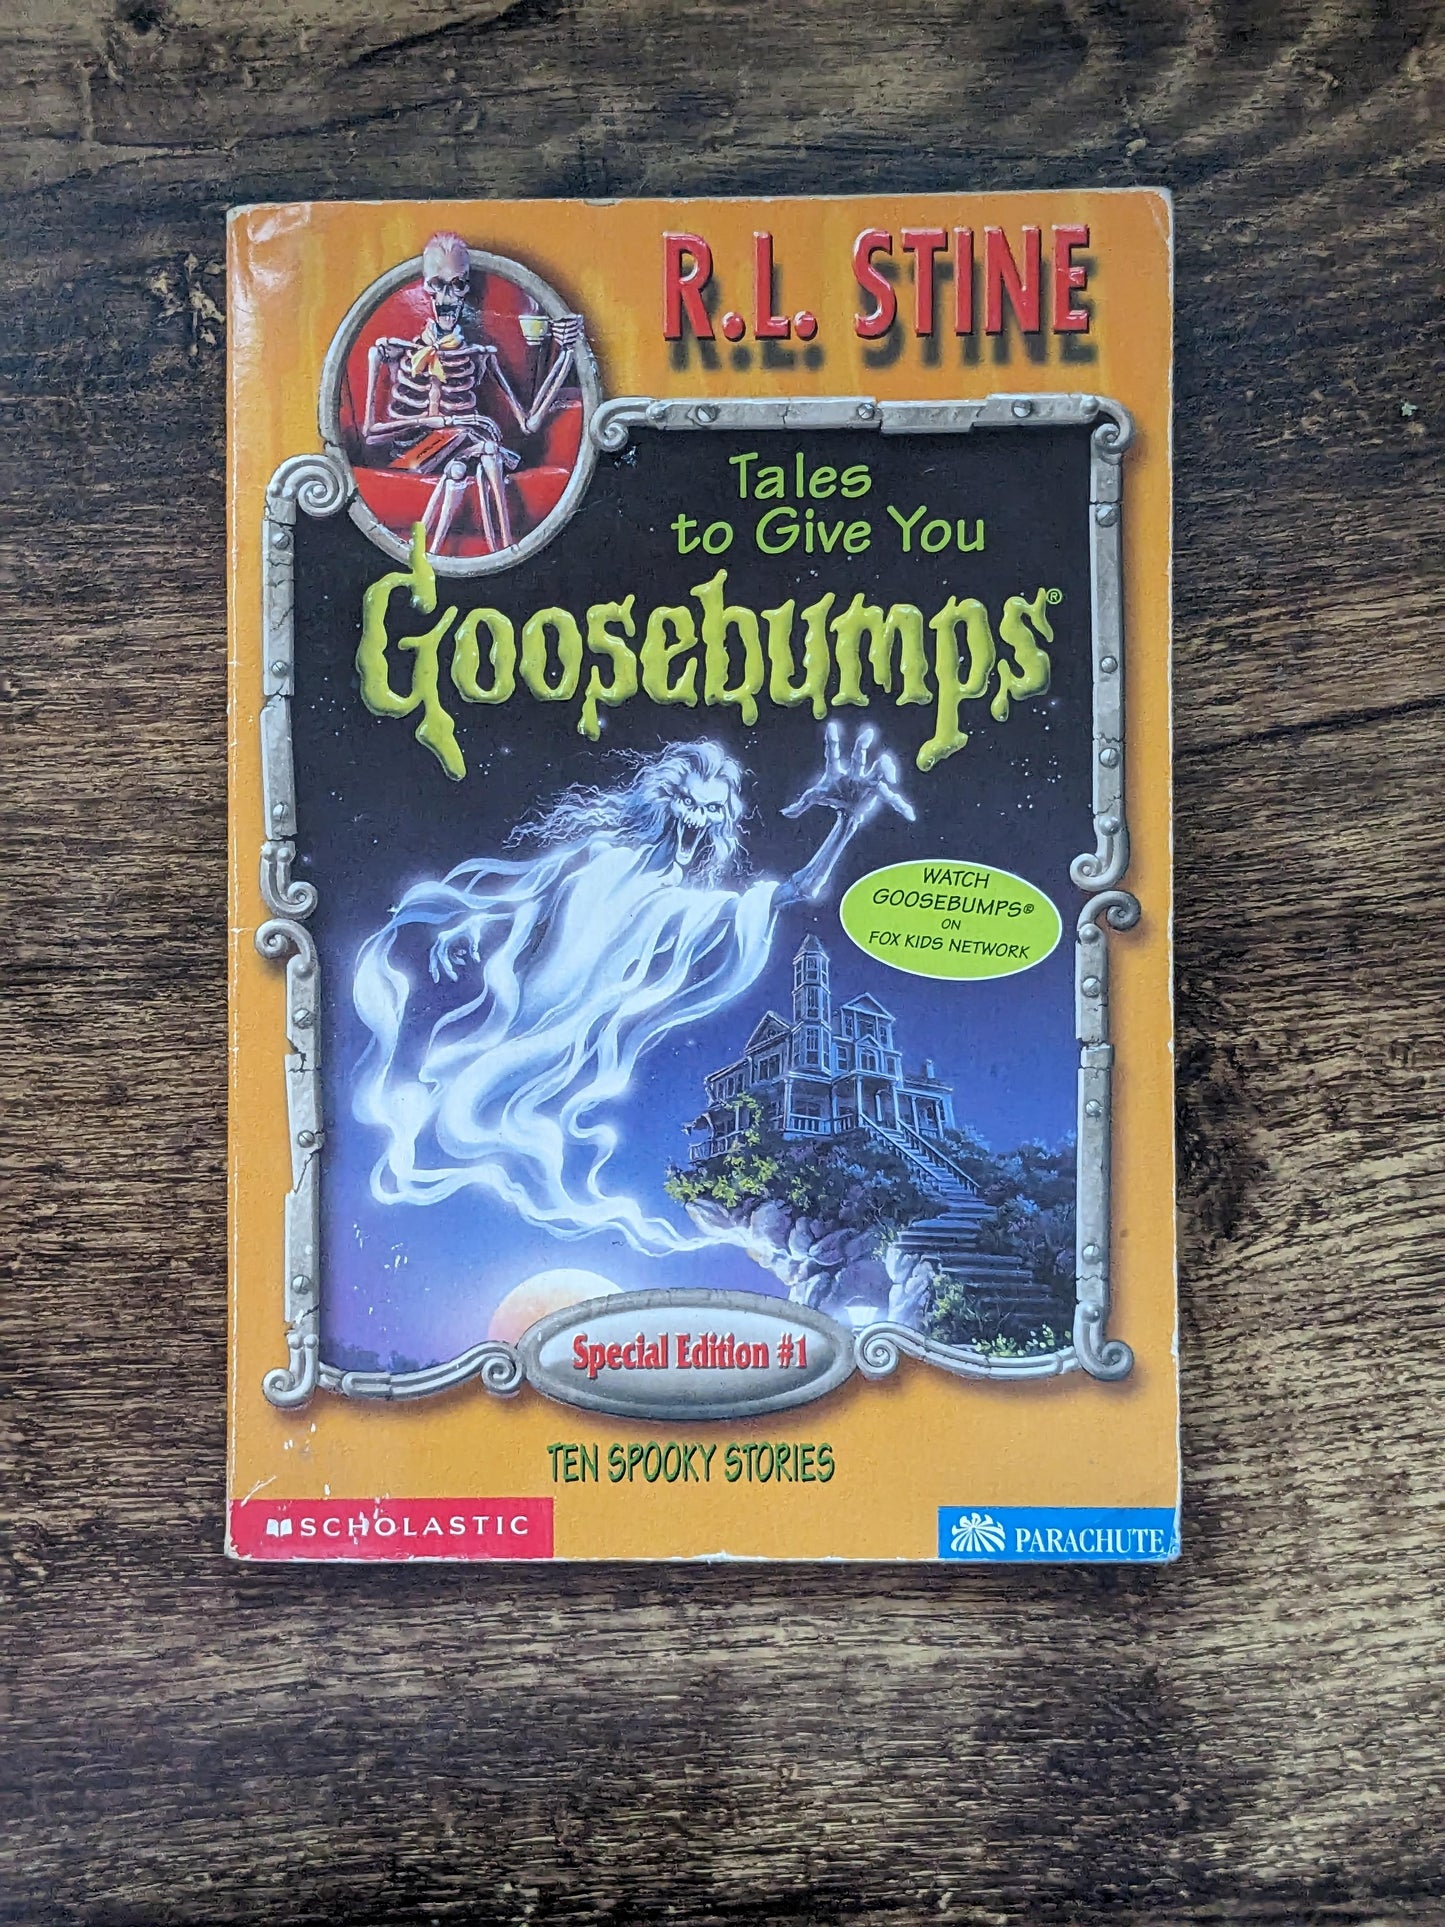 R.L. STINE
Tales
to Give You
Goosebumps®
WATCH
GOOSEBUMPS®
ON
FOX KIDS NETWORK
Special Edition #1
TEN SPOOKY STORIES
SCHOLASTIC
PARACHUTE